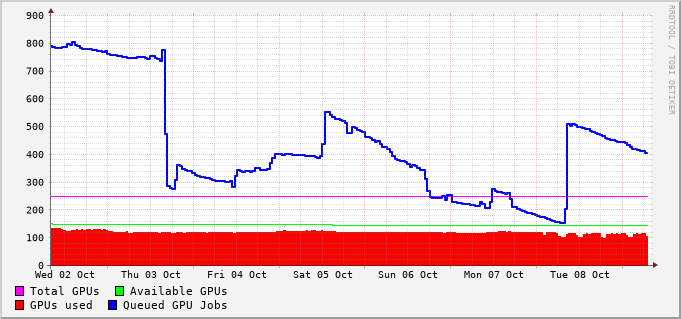 900
800
700
600
500
400
300
200
100
0
Wed 02 Oct Thu 03 Oct Fri 04 Oct Sat 05 Oct Sun 06 Oct Mon 07 Oct Tue 08 Oct
Total GPUs Available GPUs
GPUs used Queued GPU Jobs
RRDTOOL / TOBI OETIKER